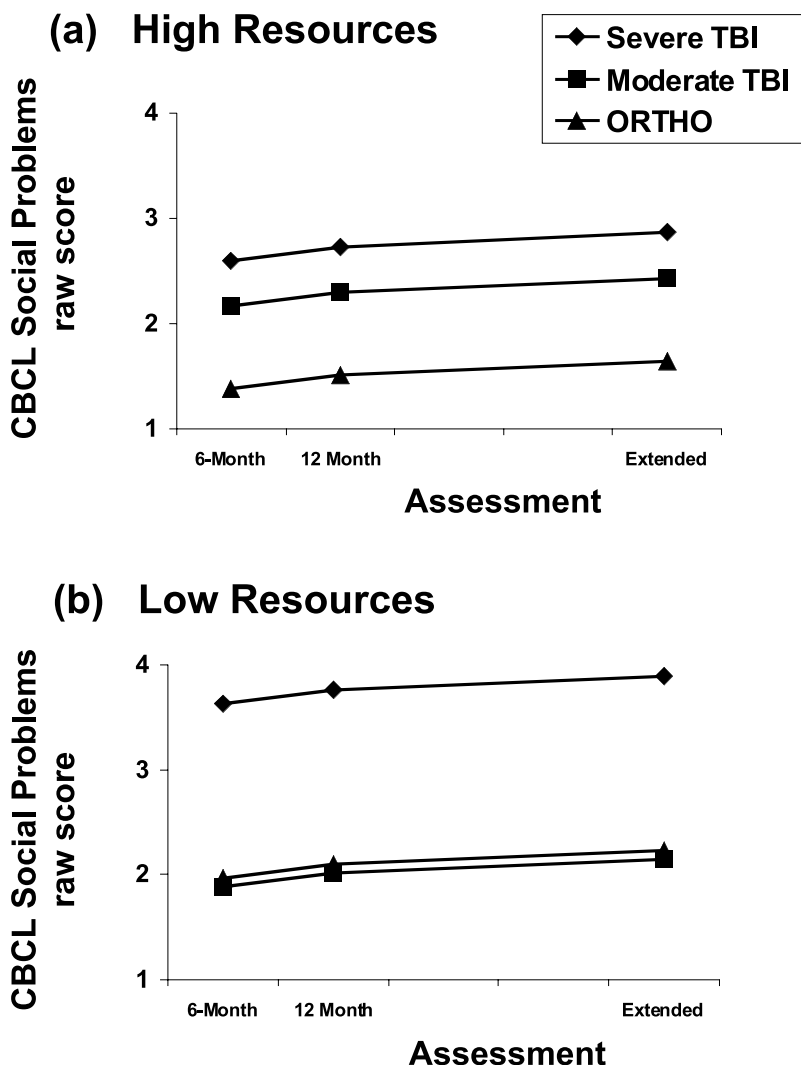 (a) High Resources
Severe TBI
Moderate TBI
ORTHO
CBCL Social Problems
raw score
4
3
2
1
6-Month 12 Month Extended
Assessment
(b) Low Resources
CBCL Social Problems
raw score
4
3
2
1
6-Month 12 Month Extended
Assessment